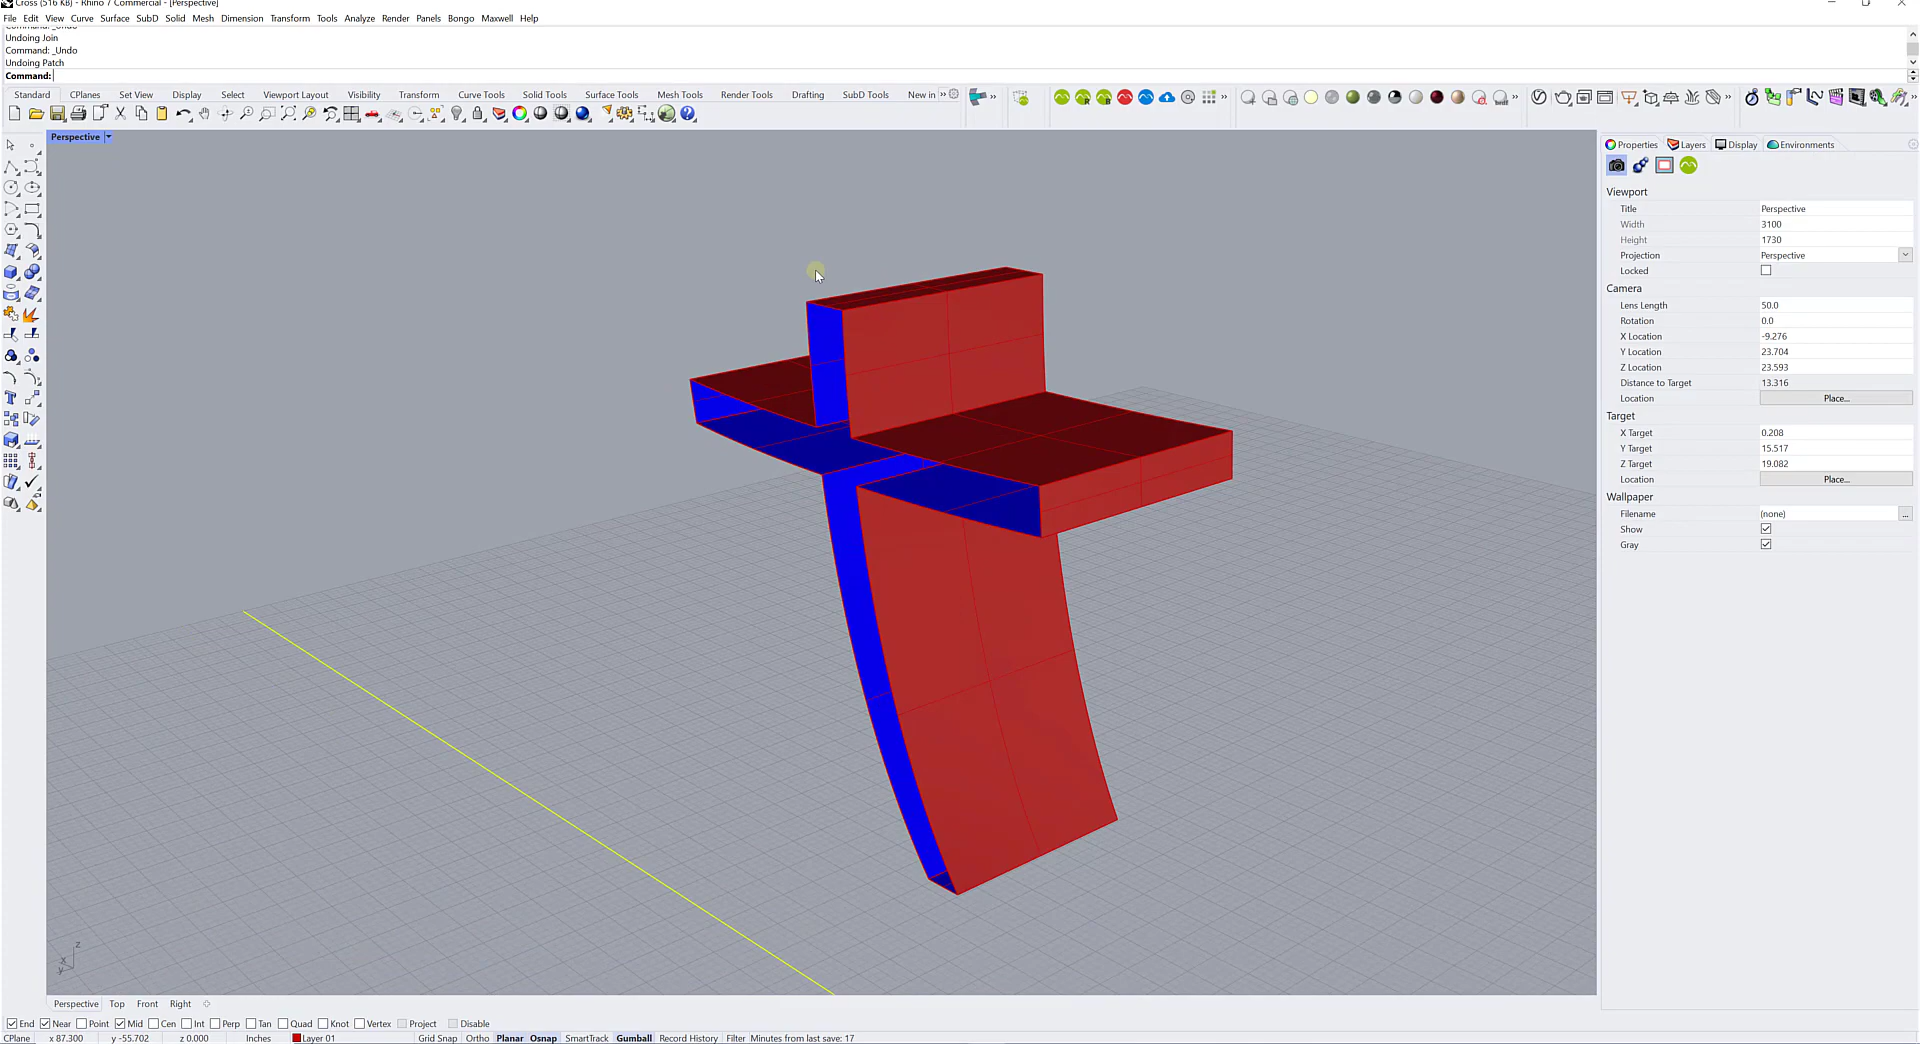 Cross (516 KB) - Rhino 7 Commercial - [Perspective]
File Edit View Curve Surface SubD Solid Mesh Dimension Transform Tools Analyze Render Panels Bongo Maxwell Help
Command: _Undo
Undoing Join
Command: _Undo
Undoing Patch
Command:
Standard CPlanes Set View Display Select Viewport Layout Visibility Transform Curve Tools Solid Tools Surface Tools Mesh Tools Render Tools Drafting SubD Tools New in
Perspective
Properties Layers Display Environments
Viewport
Title Perspective
Width 3100
Height 1730
Projection Perspective
Locked
Camera
Lens Length 50.0
Rotation 0.0
X Location -9.276
Y Location 23.704
Z Location 23.593
Distance to Target 13.316
Location Place...
Target
X Target 0.208
Y Target 15.517
Z Target 19.082
Location Place...
Wallpaper
Filename (none) ...
Show
Gray
z
x
y
Perspective Top Front Right
End Near Point Mid Cen Int Perp Tan Quad Knot Vertex Project Disable
CPlane x 87.300 y -55.702 z 0.000 Inches Layer 01 Grid Snap Ortho Planar Osnap SmartTrack Gumball Record History Filter Minutes from last save: 17